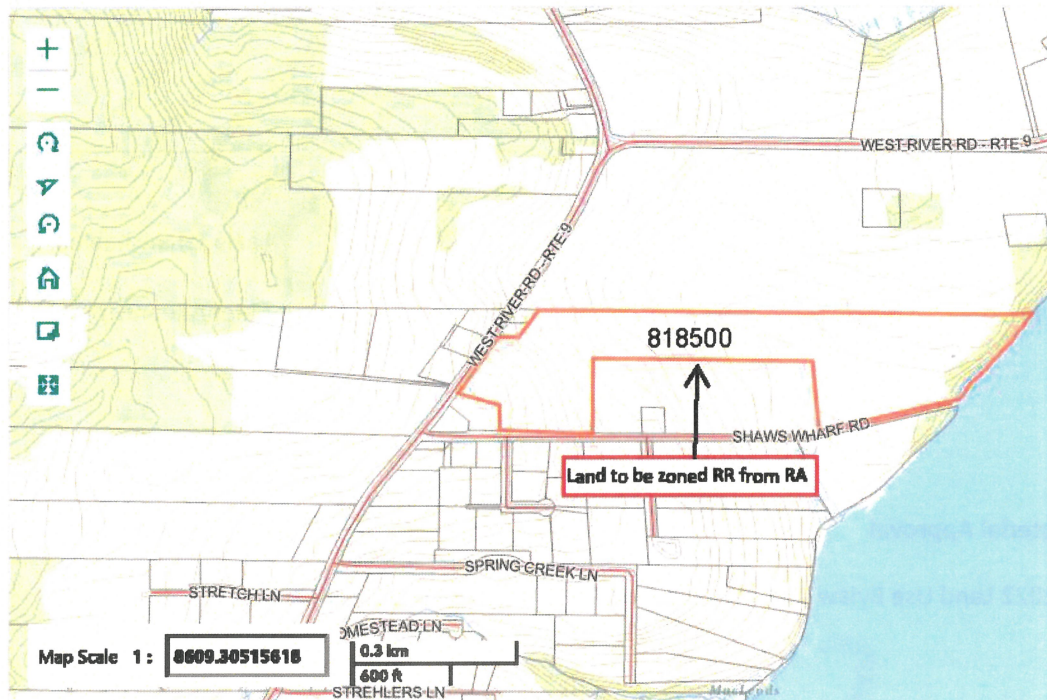 WEST RIVER RD - RTE 9
WEST RIVER RD - RTE 9
818500
SHAWS WHARF RD
Land to be zoned RR from RA
SPRING CREEK LN
STRETCH LN
OMESTEAD LN
Map Scale 1 : 8609.30515616
0.3 km
600 ft
STREHLERS LN
MacLeods